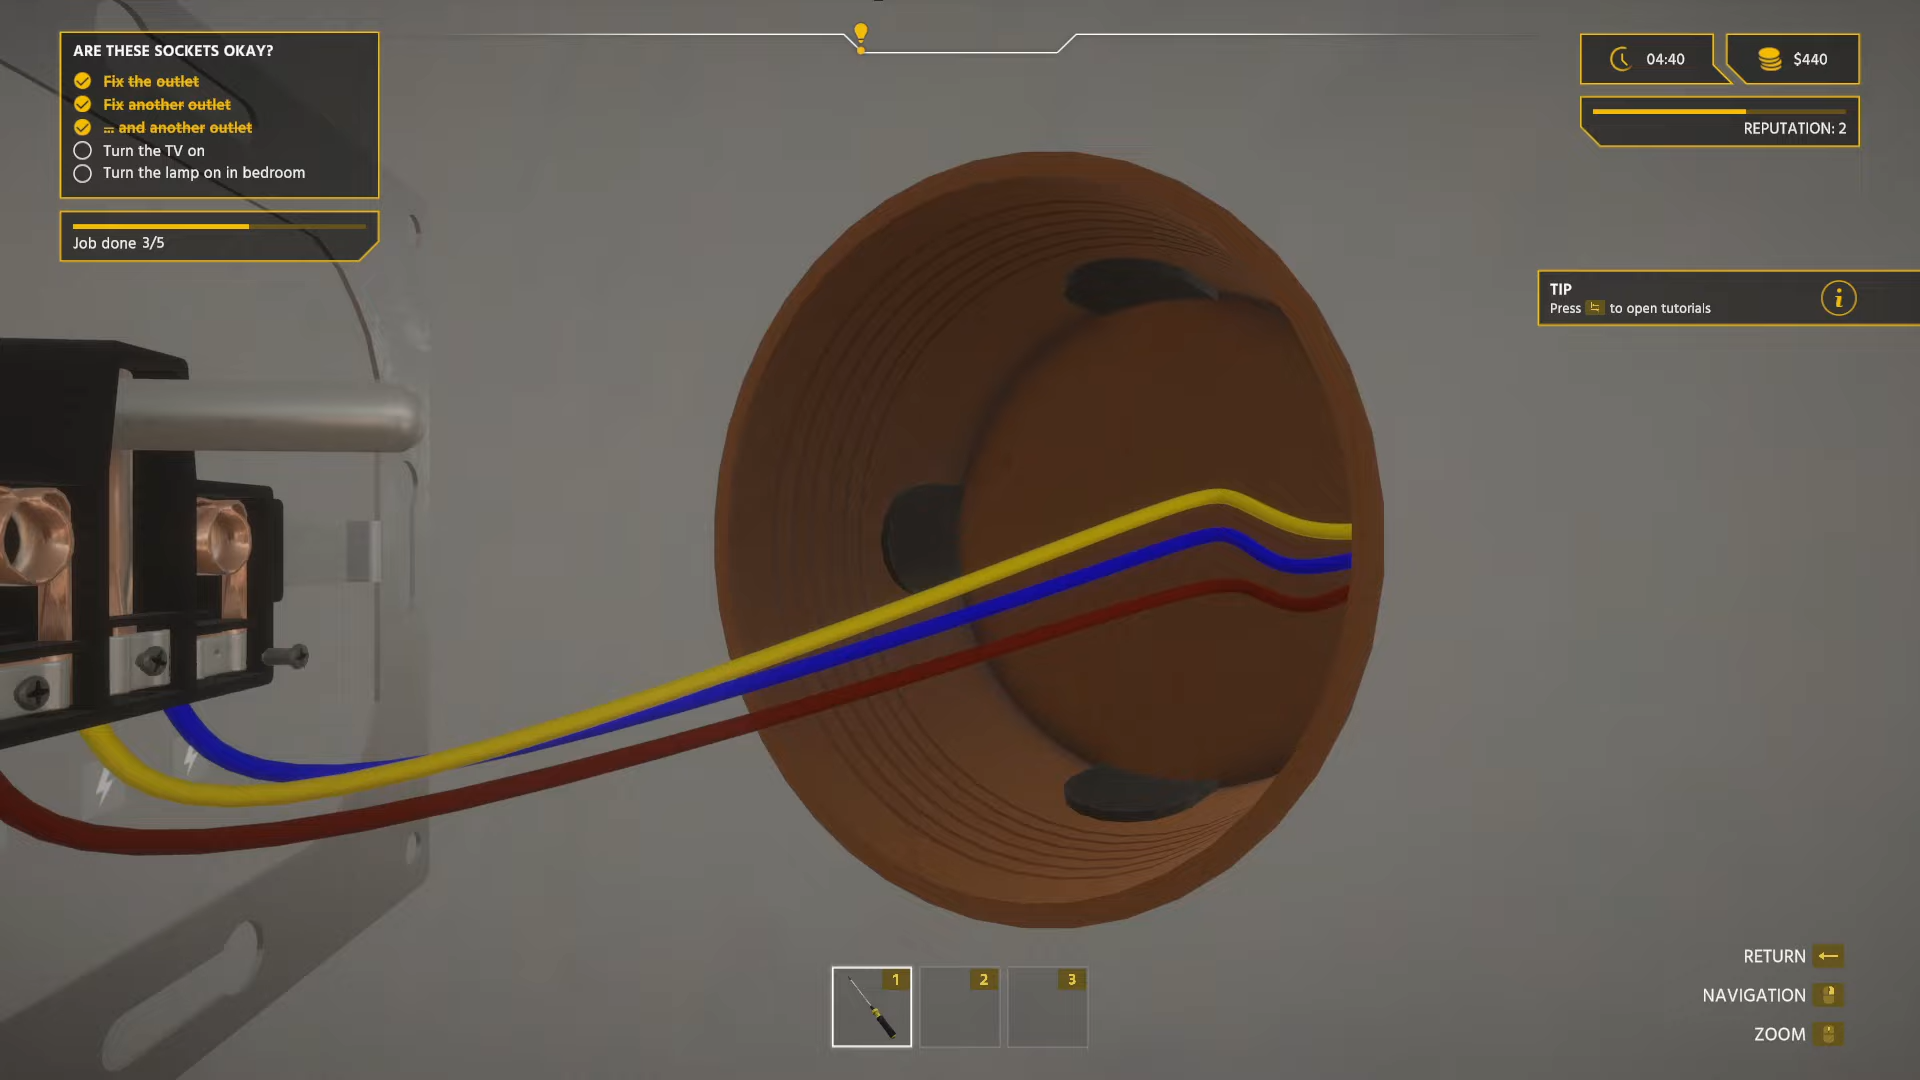 ARE THESE SOCKETS OKAY?
Fix the outlet
Fix another outlet
... and another outlet
Turn the TV on
Turn the lamp on in bedroom
Job done 3/5
04:40
$440
REPUTATION: 2
TIP
Press to open tutorials
1
2
3
RETURN
NAVIGATION
ZOOM